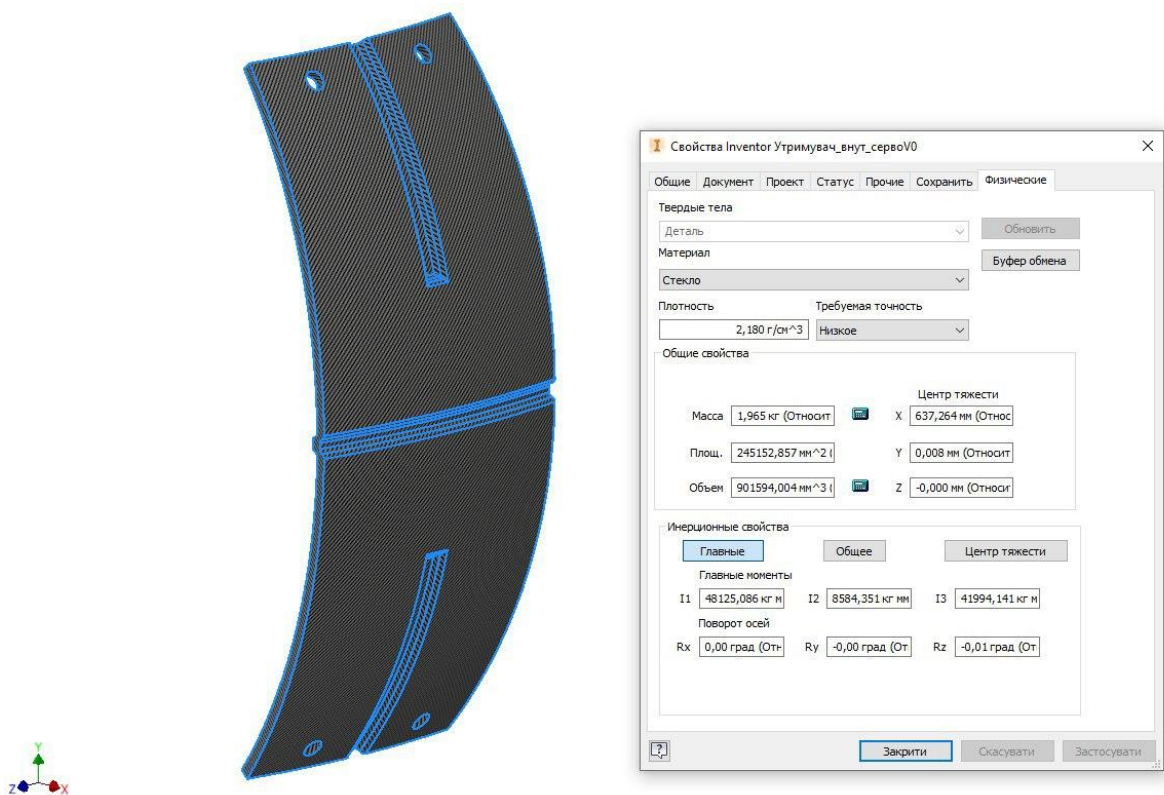 Свойства Inventor Утримувач_внут_сервоV0
Общие Документ Проект Статус Прочие Сохранить Физические
Твердые тела
Деталь
Обновить
Материал
Буфер обмена
Стекло
Плотность Требуемая точность
2,180 г/см^3 Низкое
Общие свойства
Центр тяжести
Масса 1,965 кг (Относит X 637,264 мм (Относ
Площ. 245152,857 мм^2 ( Y 0,008 мм (Относит
Объем 901594,004 мм^3 ( Z -0,000 мм (Относит
Инерционные свойства
Главные Общее Центр тяжести
Главные моменты
I1 48125,086 кг м I2 8584,351 кг мм I3 41994,141 кг м
Поворот осей
Rx 0,00 град (Отн Ry -0,00 град (От Rz -0,01 град (От
Закрити Скасувати Застосувати
Y
Z X